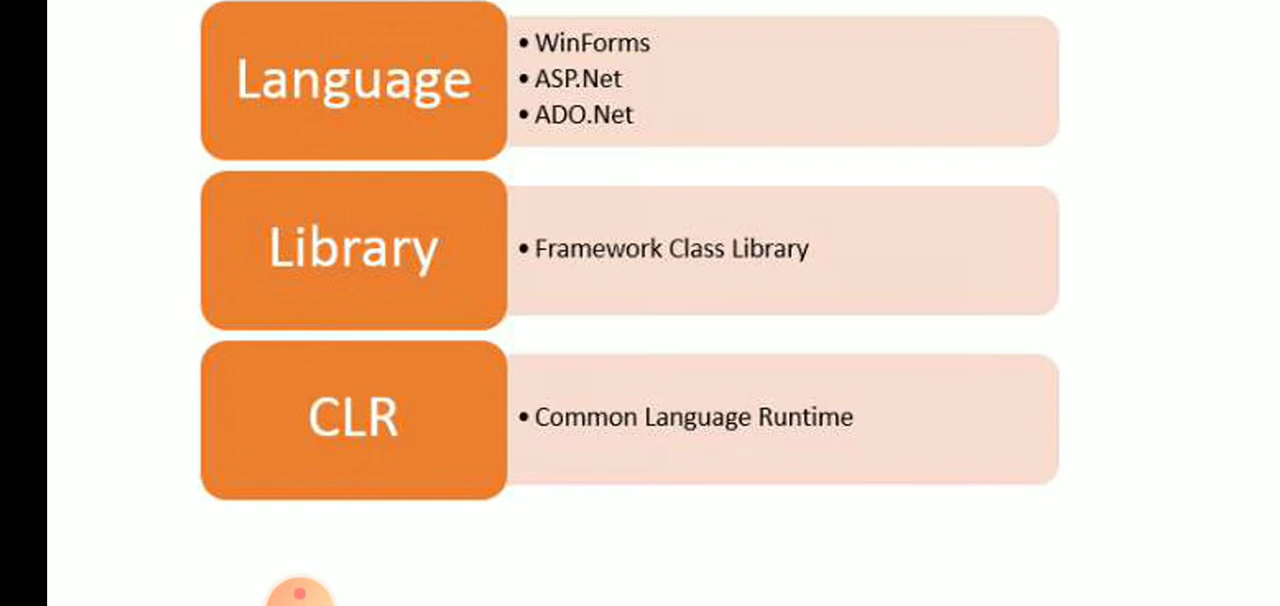 Language
• WinForms
• ASP.Net
• ADO.Net
Library
• Framework Class Library
CLR
• Common Language Runtime